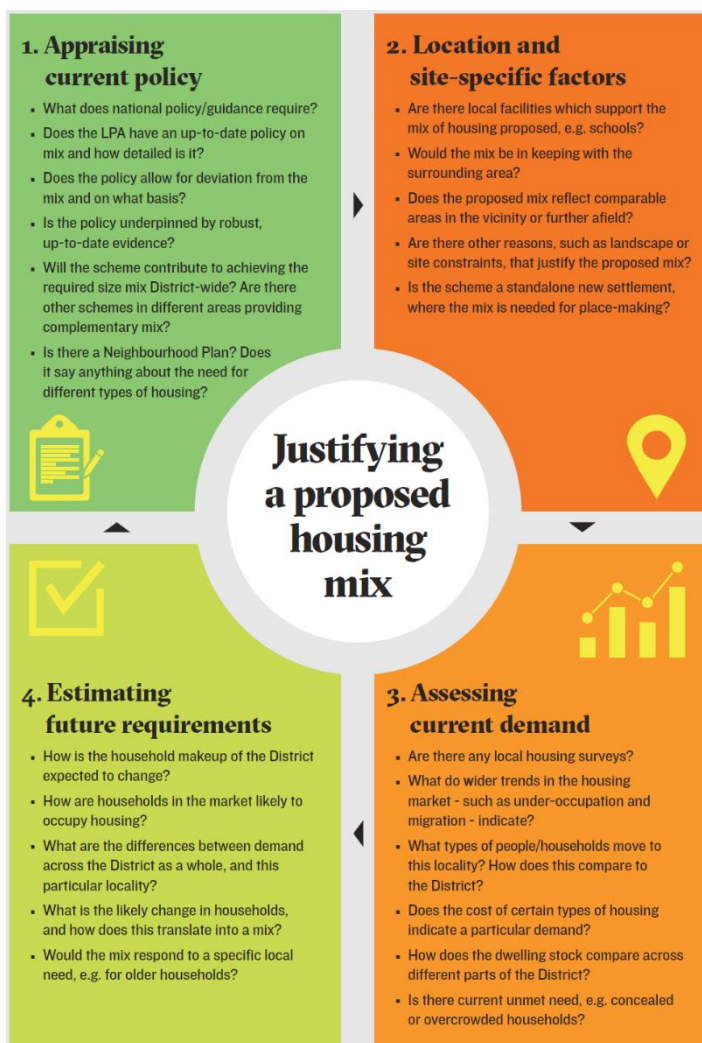 1. Appraising
current policy
▪ What does national policy/guidance require?
▪ Does the LPA have an up-to-date policy on
mix and how detailed is it?
▪ Does the policy allow for deviation from the
mix and on what basis?
▪ Is the policy underpinned by robust,
up-to-date evidence?
▪ Will the scheme contribute to achieving the
required size mix District-wide? Are there
other schemes in different areas providing
complementary mix?
▪ Is there a Neighbourhood Plan? Does
it say anything about the need for
different types of housing?
2. Location and
site-specific factors
▪ Are there local facilities which support the
mix of housing proposed, e.g. schools?
▪ Would the mix be in keeping with the
surrounding area?
▪ Does the proposed mix reflect comparable
areas in the vicinity or further afield?
▪ Are there other reasons, such as landscape or
site constraints, that justify the proposed mix?
▪ Is the scheme a standalone new settlement,
where the mix is needed for place-making?
Justifying
a proposed
housing
mix
3. Assessing
current demand
▪ Are there any local housing surveys?
▪ What do wider trends in the housing
market - such as under-occupation and
migration - indicate?
▪ What types of people/households move to
this locality? How does this compare to
the District?
▪ Does the cost of certain types of housing
indicate a particular demand?
▪ How does the dwelling stock compare across
different parts of the District?
▪ Is there current unmet need, e.g. concealed
or overcrowded households?
4. Estimating
future requirements
▪ How is the household makeup of the District
expected to change?
▪ How are households in the market likely to
occupy housing?
▪ What are the differences between demand
across the District as a whole, and this
particular locality?
▪ What is the likely change in households,
and how does this translate into a mix?
▪ Would the mix respond to a specific local
need, e.g. for older households?